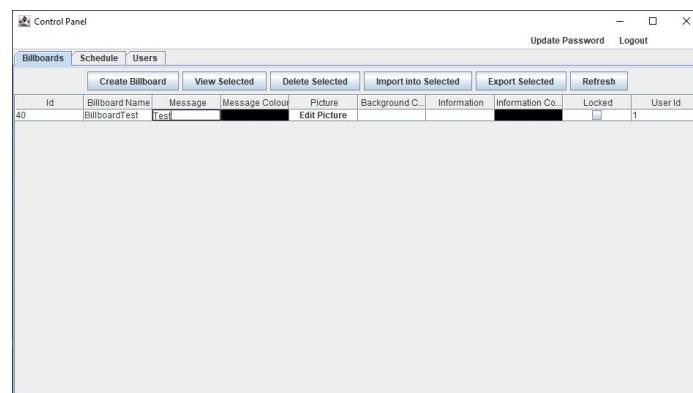 Control Panel
Update Password Logout
Billboards Schedule Users
Create Billboard View Selected Delete Selected Import into Selected Export Selected Refresh
Id Billboard Name Message Message Colour Picture Background C... Information Information Co... Locked User Id
40 BillboardTest Test Edit Picture 1